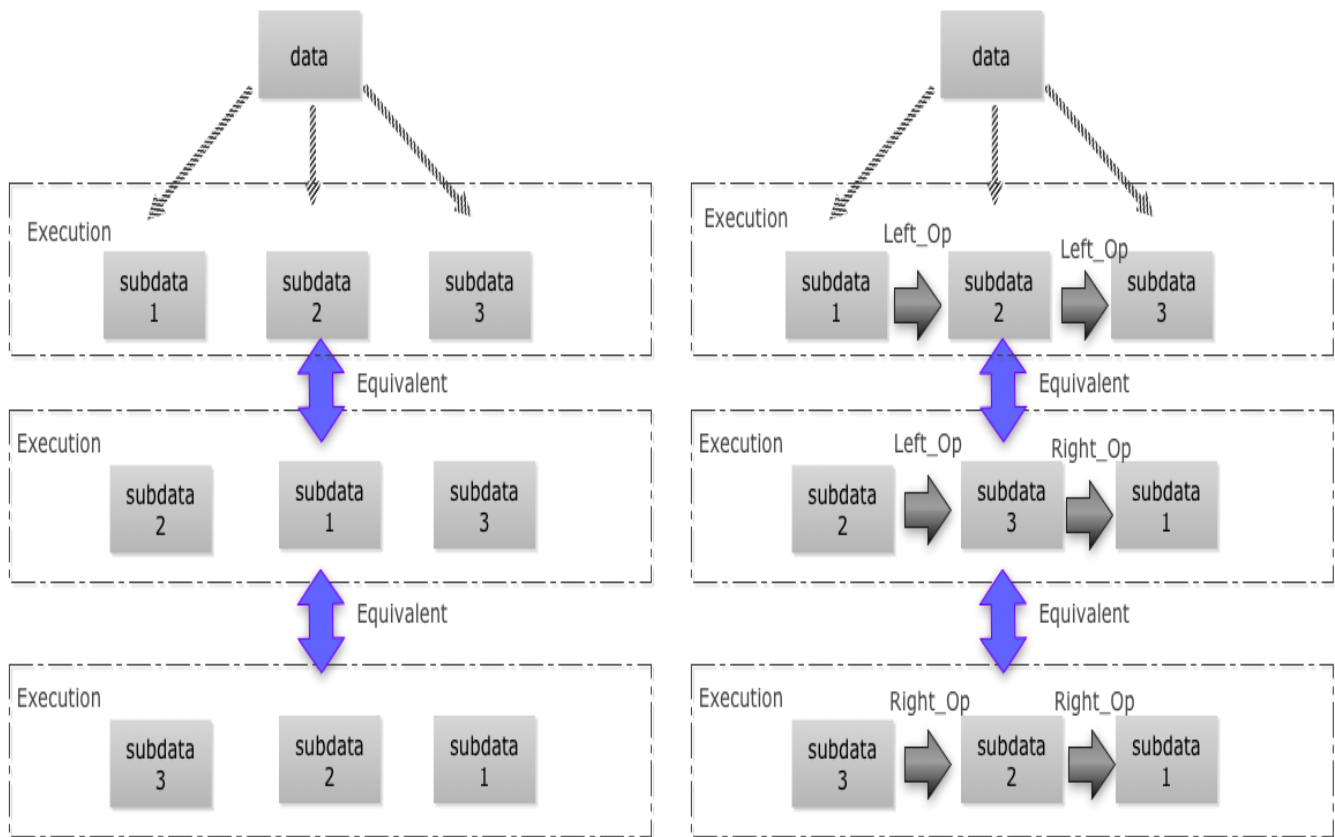 data
Execution
subdata
1
subdata
2
subdata
3
Equivalent
Execution
subdata
2
subdata
1
subdata
3
Equivalent
Execution
subdata
3
subdata
2
subdata
1
data
Execution
Left_Op
Left_Op
subdata
1
subdata
2
subdata
3
Equivalent
Execution
Left_Op
Right_Op
subdata
2
subdata
3
subdata
1
Equivalent
Execution
Right_Op
Right_Op
subdata
3
subdata
2
subdata
1